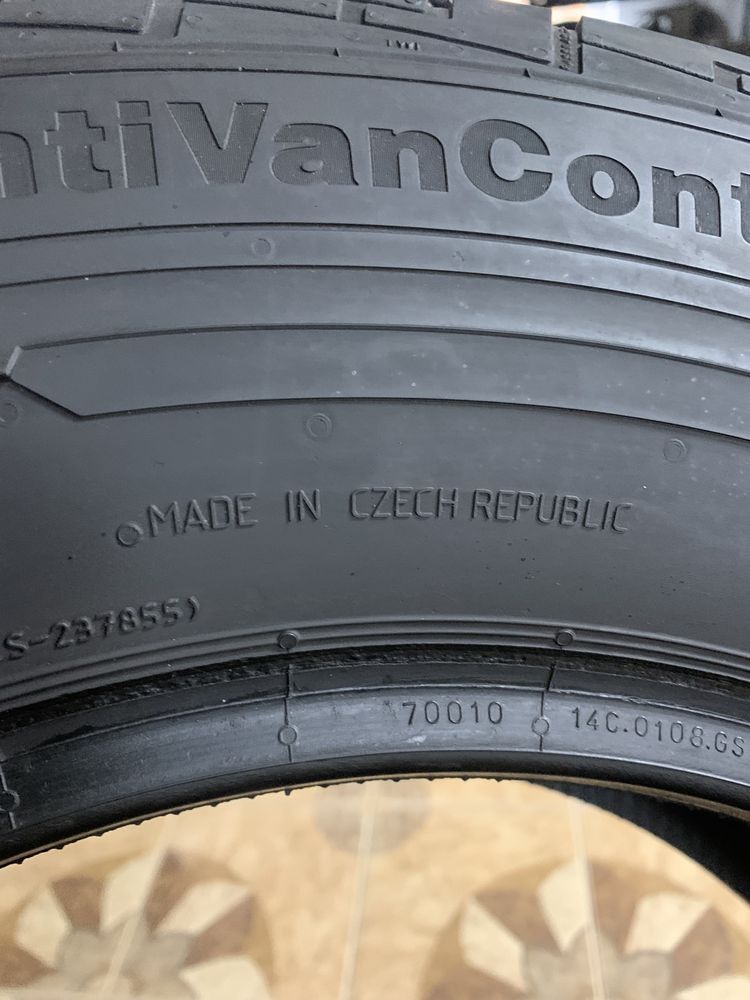 ntiVanCont
MADE IN CZECH REPUBLIC
S-237855)
70010
14C.0108.GS